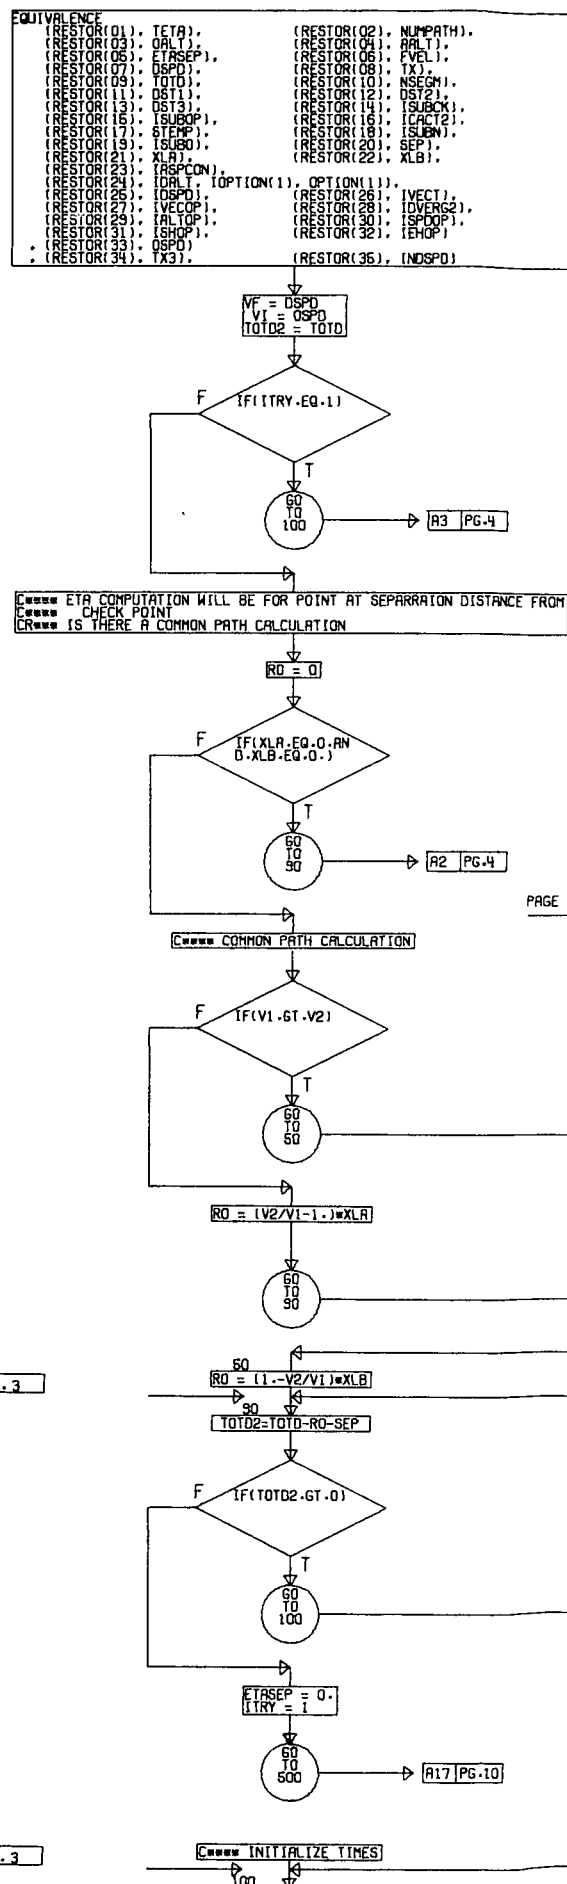 EQUIVALENCE
(RESTOR(01), TETA), (RESTOR(02), NUMPATH),
(RESTOR(03), OALT), (RESTOR(04), AALT),
(RESTOR(05), ETASEP), (RESTOR(06), FVEL),
(RESTOR(07), DSPD), (RESTOR(08), TX),
(RESTOR(09), TOTD), (RESTOR(10), NSEGM),
(RESTOR(11), DST1), (RESTOR(12), DST2),
(RESTOR(13), DST3), (RESTOR(14), ISUBCK),
(RESTOR(15), ISUBOP), (RESTOR(16), ICACT2),
(RESTOR(17), STEMP), (RESTOR(18), ISUBN),
(RESTOR(19), ISUBO), (RESTOR(20), SEP),
(RESTOR(21), XLA), (RESTOR(22), XLB),
(RESTOR(23), IASPCON),
(RESTOR(24), IDALT, IOPTION(1), OPTION(1)),
(RESTOR(25), IDSPD), (RESTOR(26), IVECT),
(RESTOR(27), IVECOP), (RESTOR(28), IDVERG2),
(RESTOR(29), IALTOP), (RESTOR(30), ISPDOP),
(RESTOR(31), ISHOP), (RESTOR(32), IEHOP)
, (RESTOR(33), OSPD)
, (RESTOR(34), TX3), (RESTOR(35), INDSPD)
VF = DSPD
VI = OSPD
TOTD2 = TOTD
IF(ITRY.EQ.1)
F
T
GO
TO
100
A3 PG.4
C**** ETA COMPUTATION WILL BE FOR POINT AT SEPARRAION DISTANCE FROM
C**** CHECK POINT
CR*** IS THERE A COMMON PATH CALCULATION
RO = 0
IF(XLA.EQ.0.AN
D.XLB.EQ.0.)
F
T
GO
TO
90
A2 PG.4
PAGE
C**** COMMON PATH CALCULATION
IF(V1.GT.V2)
F
T
GO
TO
50
RO = (V2/V1-1.)*XLA
GO
TO
90
50
RO = (1.-V2/V1)*XLB
.3
90
TOTD2=TOTD-RO-SEP
IF(TOTD2.GT.0)
F
T
GO
TO
100
ETASEP = 0.
ITRY = 1
GO
TO
500
A17 PG.10
C**** INITIALIZE TIMES
.3
100